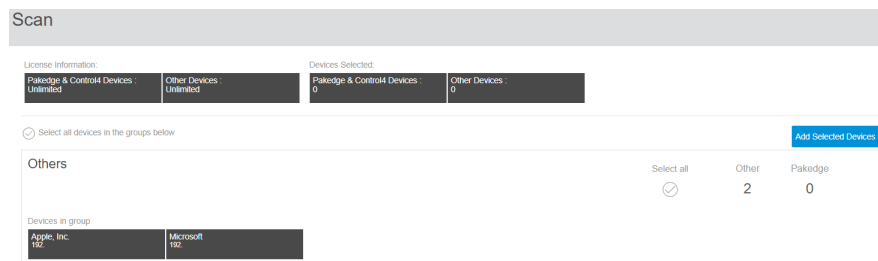 Scan
License Information:
Devices Selected:
Pakedge & Control4 Devices :
Unlimited
Other Devices :
Unlimited
Pakedge & Control4 Devices :
0
Other Devices :
0
Select all devices in the groups below
Add Selected Devices
Others
Select all
Other
Pakedge
2
0
Devices in group
Apple, Inc.
192.
Microsoft
192.